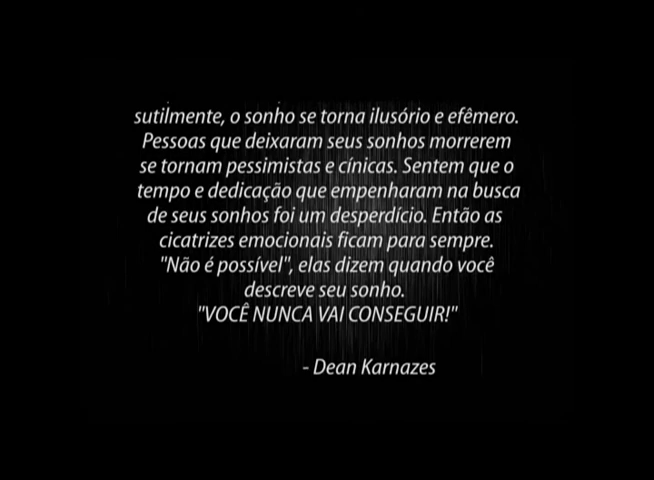 sutilmente, o sonho se torna ilusório e efêmero.
Pessoas que deixaram seus sonhos morrerem
se tornam pessimistas e cínicas. Sentem que o
tempo e dedicação que empenharam na busca
de seus sonhos foi um desperdício. Então as
cicatrizes emocionais ficam para sempre.
"Não é possível", elas dizem quando você
descreve seu sonho.
"VOCÊ NUNCA VAI CONSEGUIR!"
- Dean Karnazes